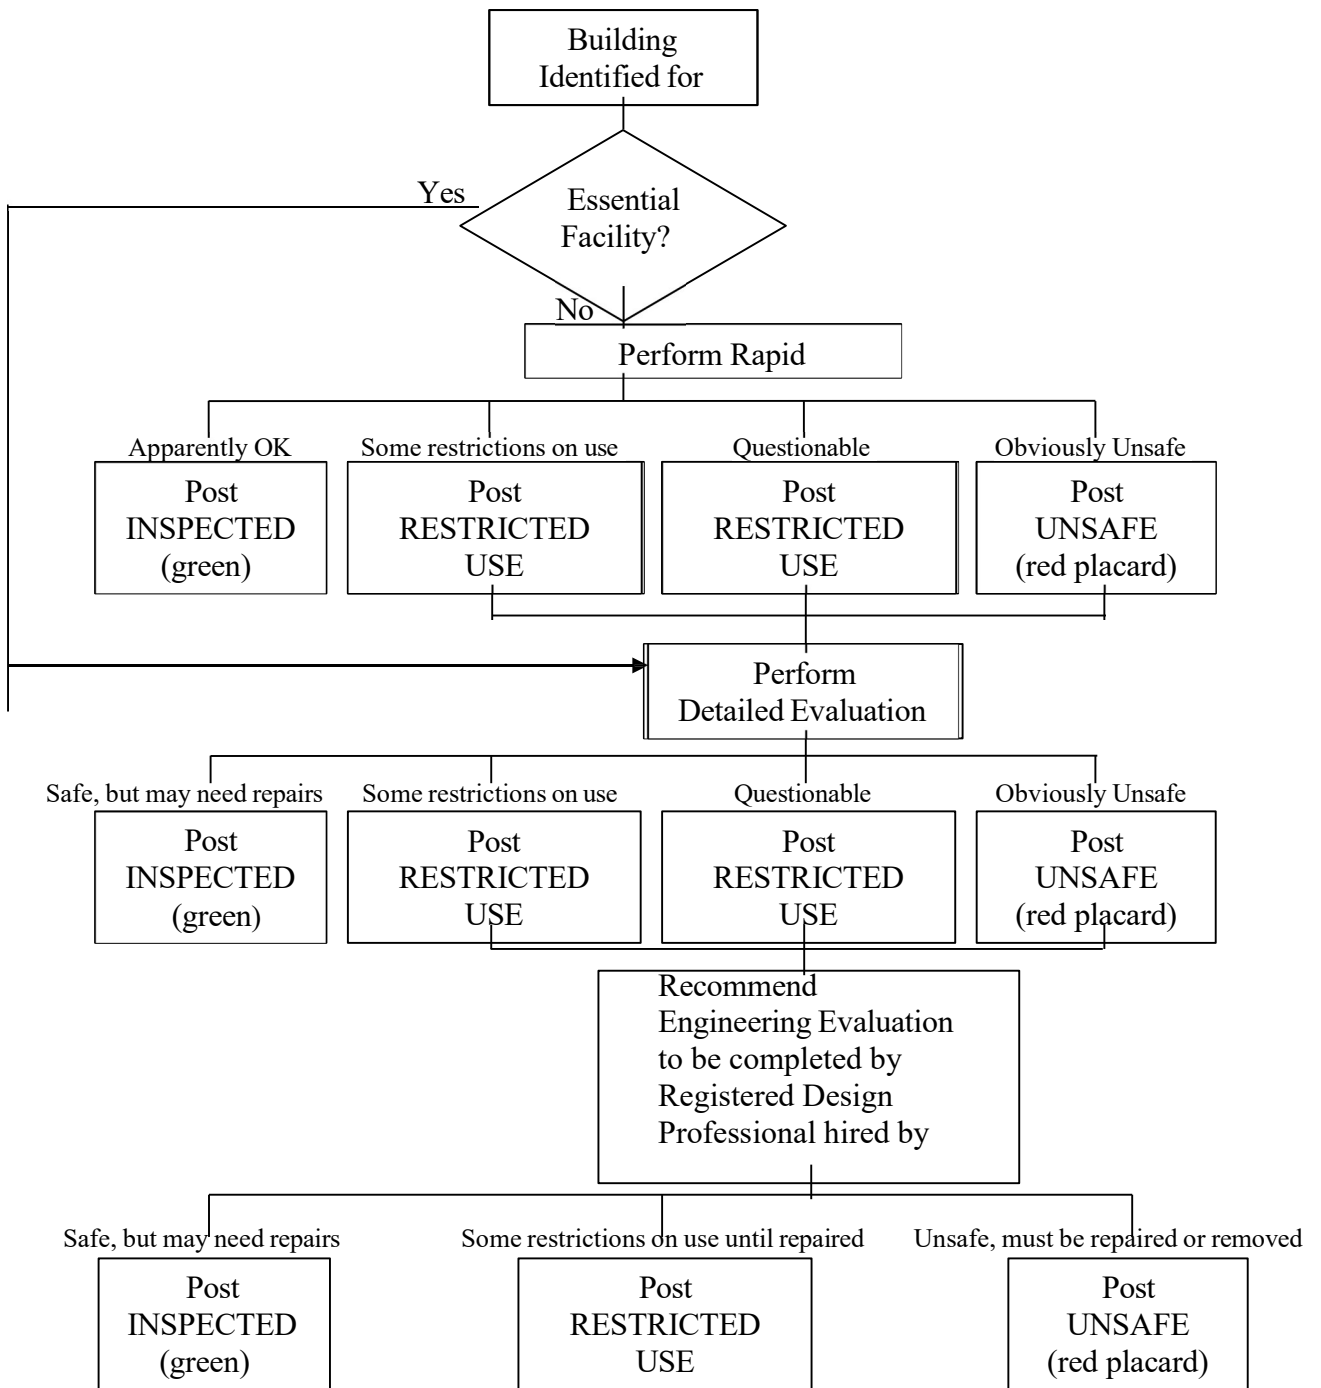 Building
Identified for
Yes
Essential
Facility?
No
Perform Rapid
Apparently OK
Some restrictions on use
Questionable
Obviously Unsafe
Post
INSPECTED
(green)
Post
RESTRICTED
USE
Post
RESTRICTED
USE
Post
UNSAFE
(red placard)
Perform
Detailed Evaluation
Safe, but may need repairs
Some restrictions on use
Questionable
Obviously Unsafe
Post
INSPECTED
(green)
Post
RESTRICTED
USE
Post
RESTRICTED
USE
Post
UNSAFE
(red placard)
Recommend
Engineering Evaluation
to be completed by
Registered Design
Professional hired by
Safe, but may need repairs
Some restrictions on use until repaired
Unsafe, must be repaired or removed
Post
INSPECTED
(green)
Post
RESTRICTED
USE
Post
UNSAFE
(red placard)